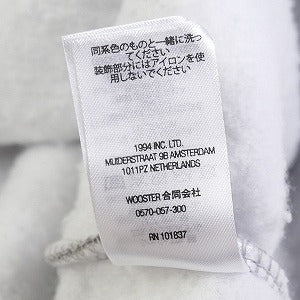 同系色のものと一緒に洗っ
てください
装飾部分にはアイロンを使
用しないでください
1994 INC. LTD.
MUIDERSTRAAT 9B AMSTERDAM
1011PZ NETHERLANDS
WOOSTER 合同会社
0570-057-300
RN 101837